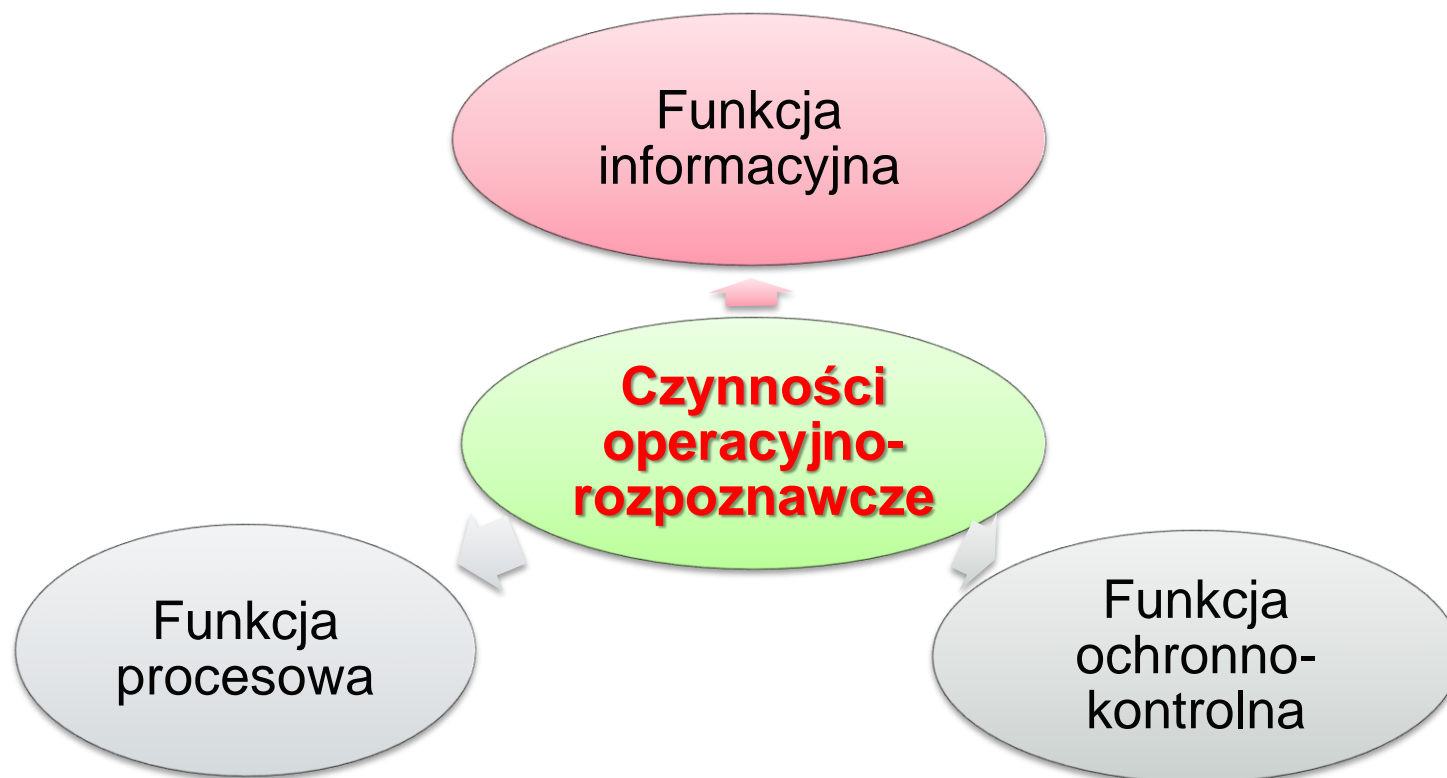 Funkcja
informacyjna
Czynności
operacyjno-
rozpoznawcze
Funkcja
procesowa
Funkcja
ochronno-
kontrolna